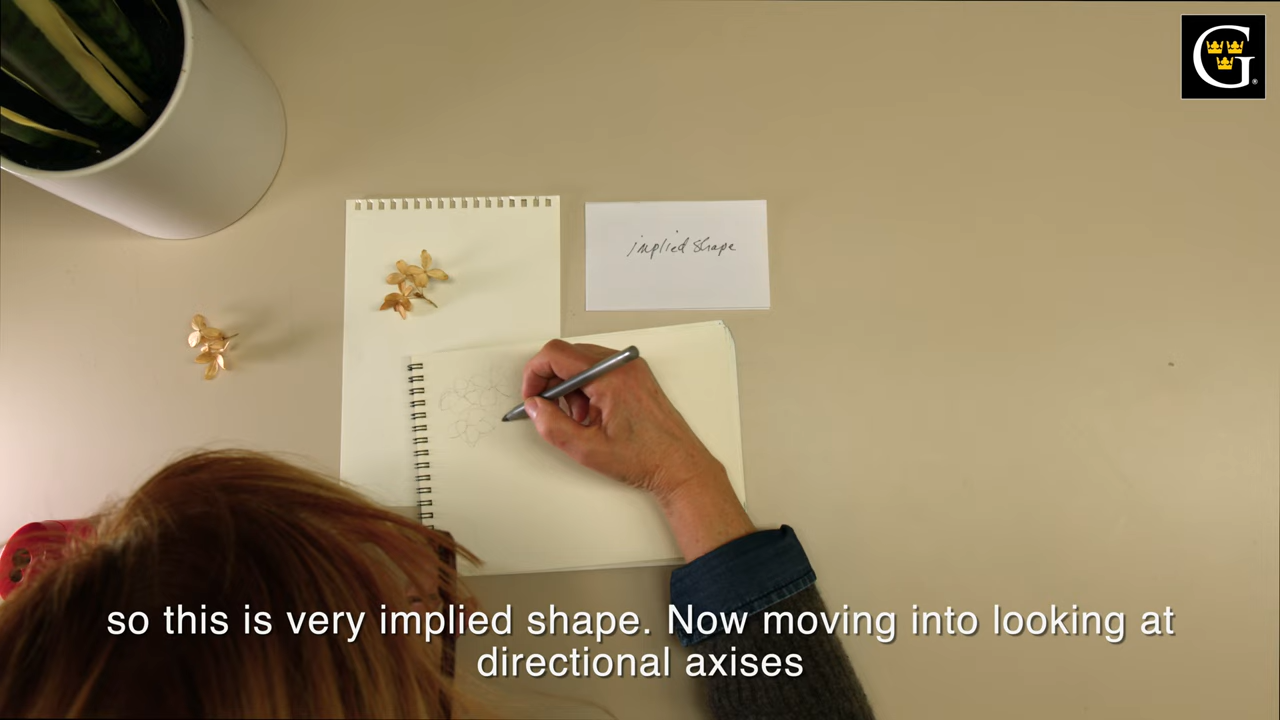 G
implied shape
so this is very implied shape. Now moving into looking at
directional axises